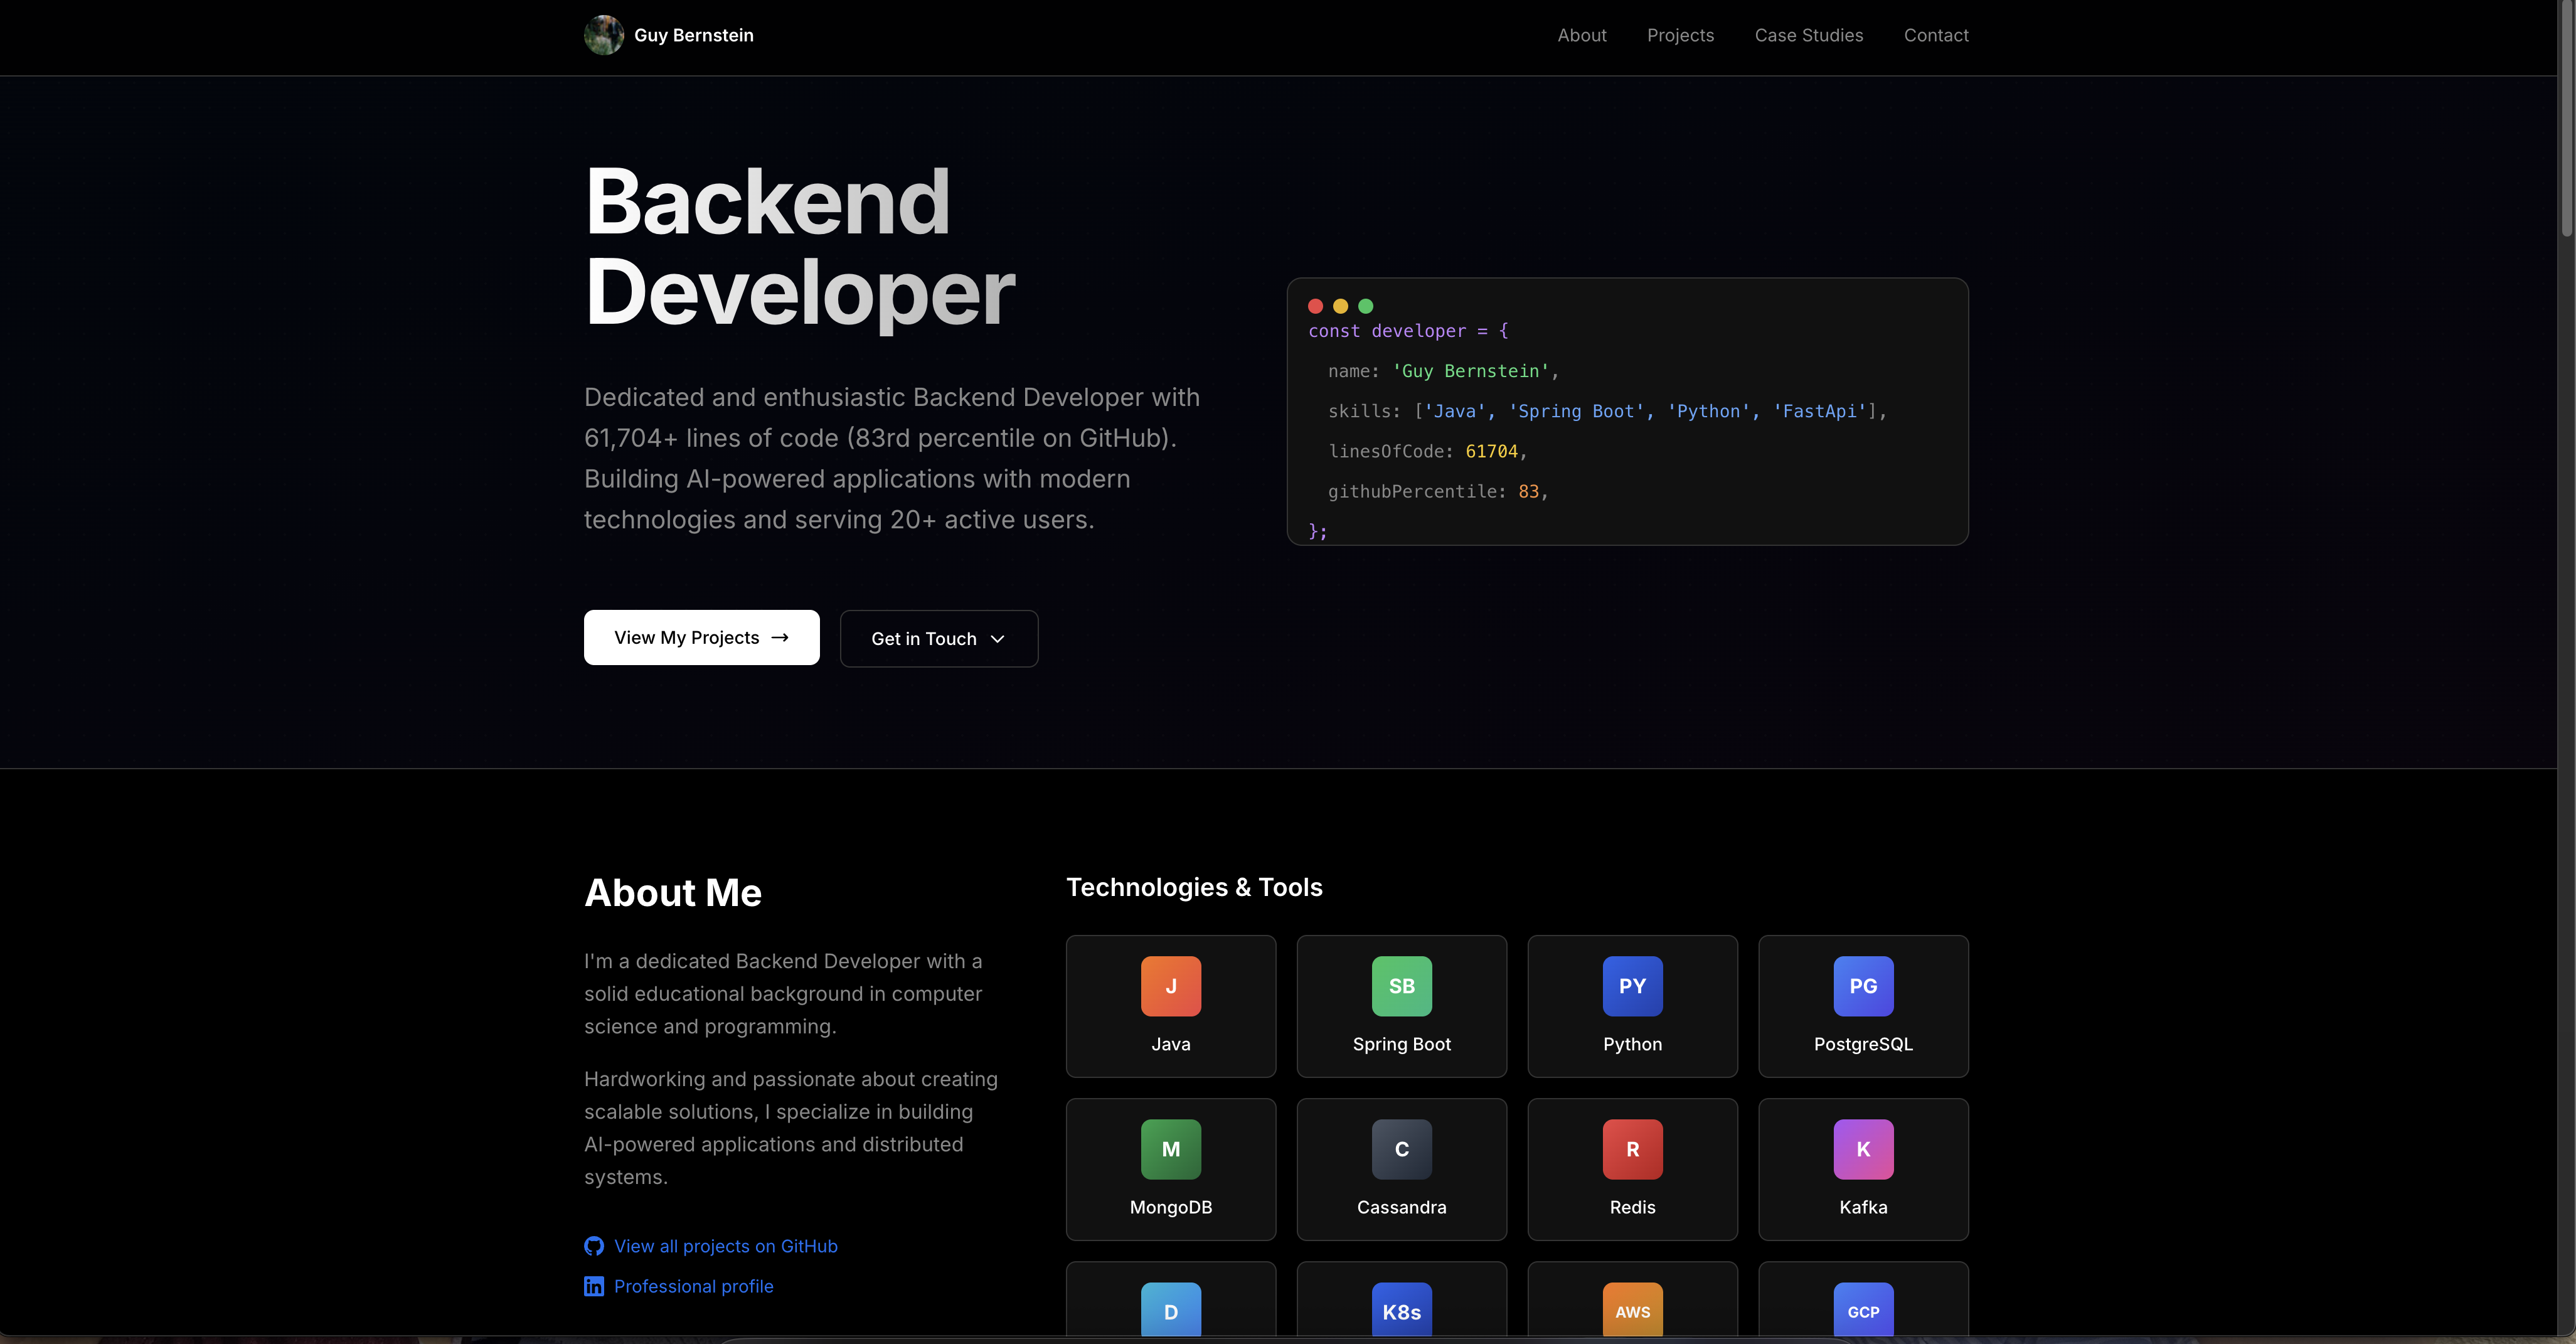 Guy Bernstein
About Projects Case Studies Contact
Backend
Developer
Dedicated and enthusiastic Backend Developer with
61,704+ lines of code (83rd percentile on GitHub).
Building AI-powered applications with modern
technologies and serving 20+ active users.
View My Projects →
Get in Touch
const developer = {
name: 'Guy Bernstein',
skills: ['Java', 'Spring Boot', 'Python', 'FastApi'],
linesOfCode: 61704,
githubPercentile: 83,
};
About Me
I'm a dedicated Backend Developer with a
solid educational background in computer
science and programming.
Hardworking and passionate about creating
scalable solutions, I specialize in building
AI-powered applications and distributed
systems.
View all projects on GitHub
in Professional profile
Technologies & Tools
J
Java
SB
Spring Boot
PY
Python
PG
PostgreSQL
M
MongoDB
C
Cassandra
R
Redis
K
Kafka
D
K8s
AWS
GCP